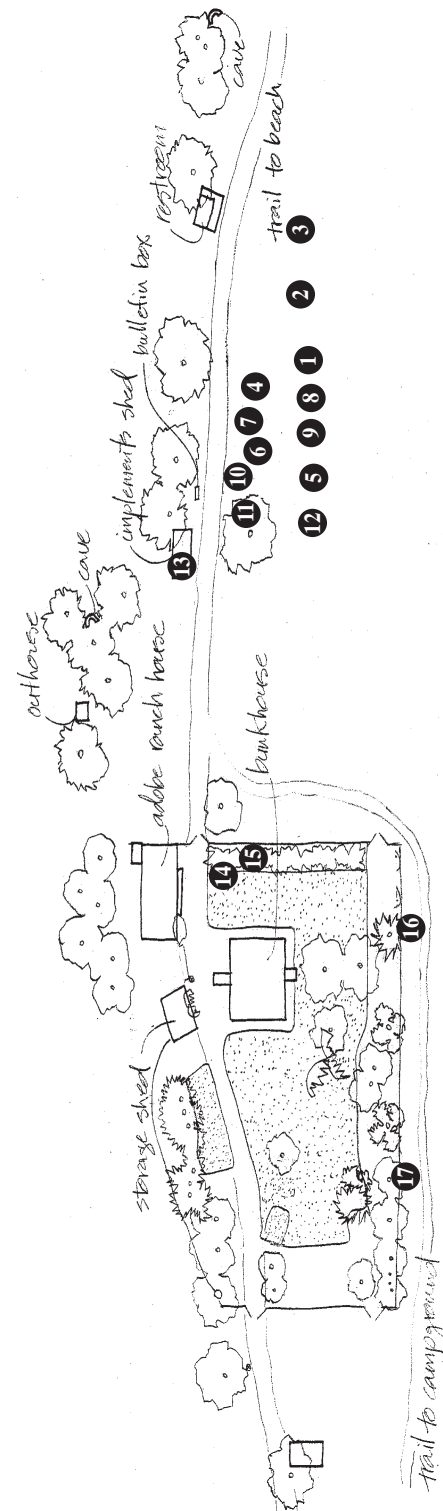 cave
restroom
trail to beach
bulletin box
implements shed
cave
outhouse
adobe ranch house
bunkhouse
storage shed
trail to campground
3
2
1
4
8
7
9
6
10
5
11
12
13
14
15
16
17